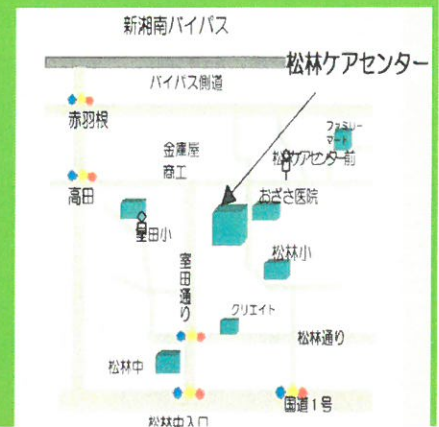 新湘南バイパス
松林ケアセンター
バイパス側道
赤羽根
ファミリー
マート
金庫屋
商工
松林ケアセンター前
高田
おざさ医院
室田小
松林小
室田通り
クリエイト
松林通り
松林中
国道1号
松林中入口